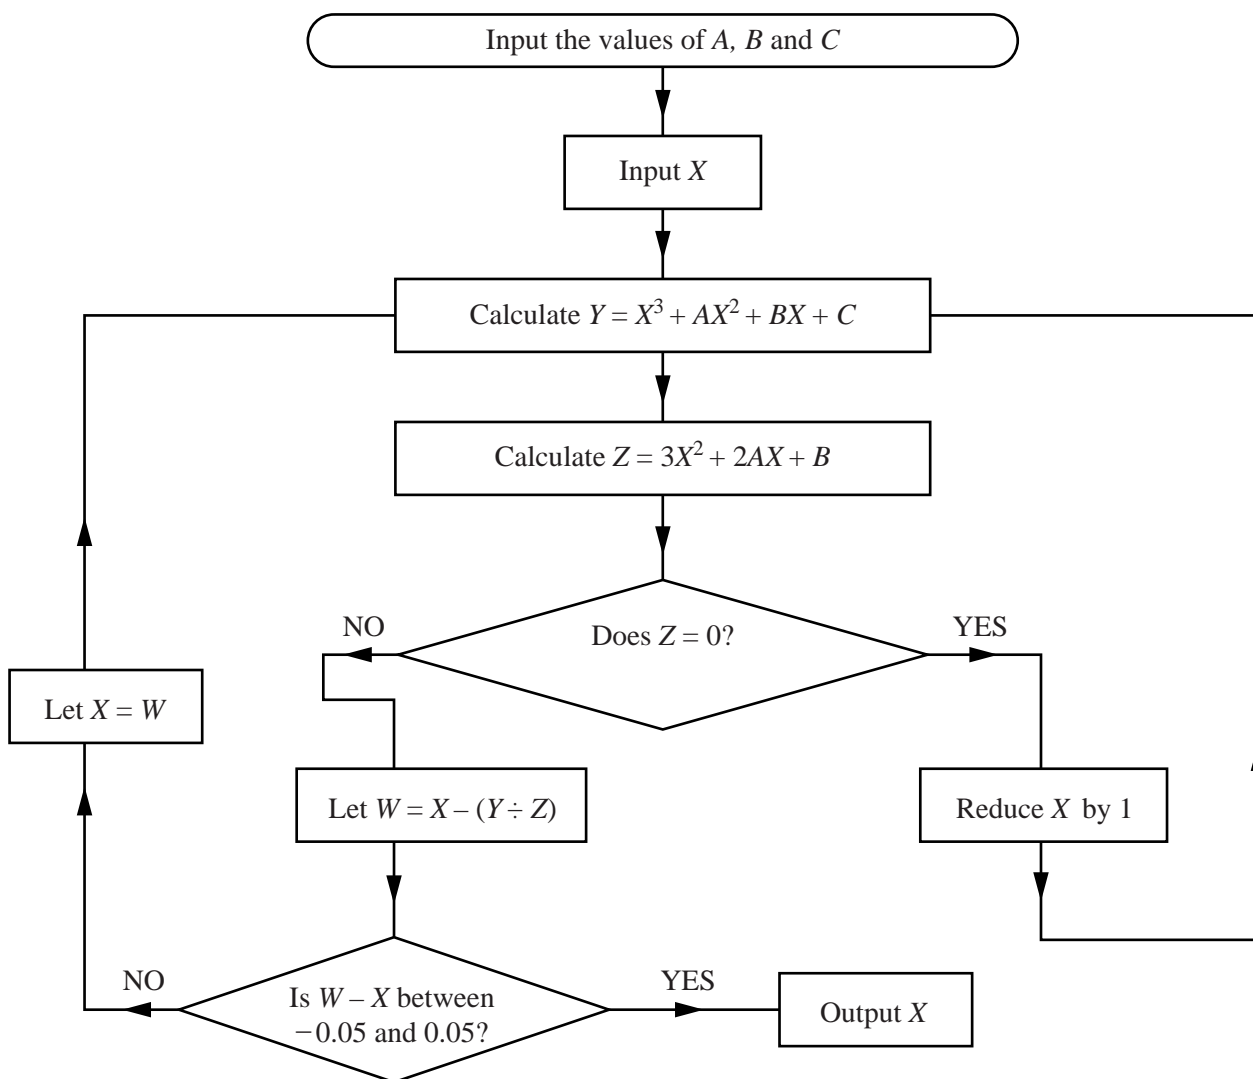 Input the values of A, B and C
Input X
Calculate Y = X³ + AX² + BX + C
Calculate Z = 3X² + 2AX + B
NO
Does Z = 0?
YES
Let X = W
Let W = X – (Y ÷ Z)
Reduce X by 1
NO
Is W – X between
−0.05 and 0.05?
YES
Output X